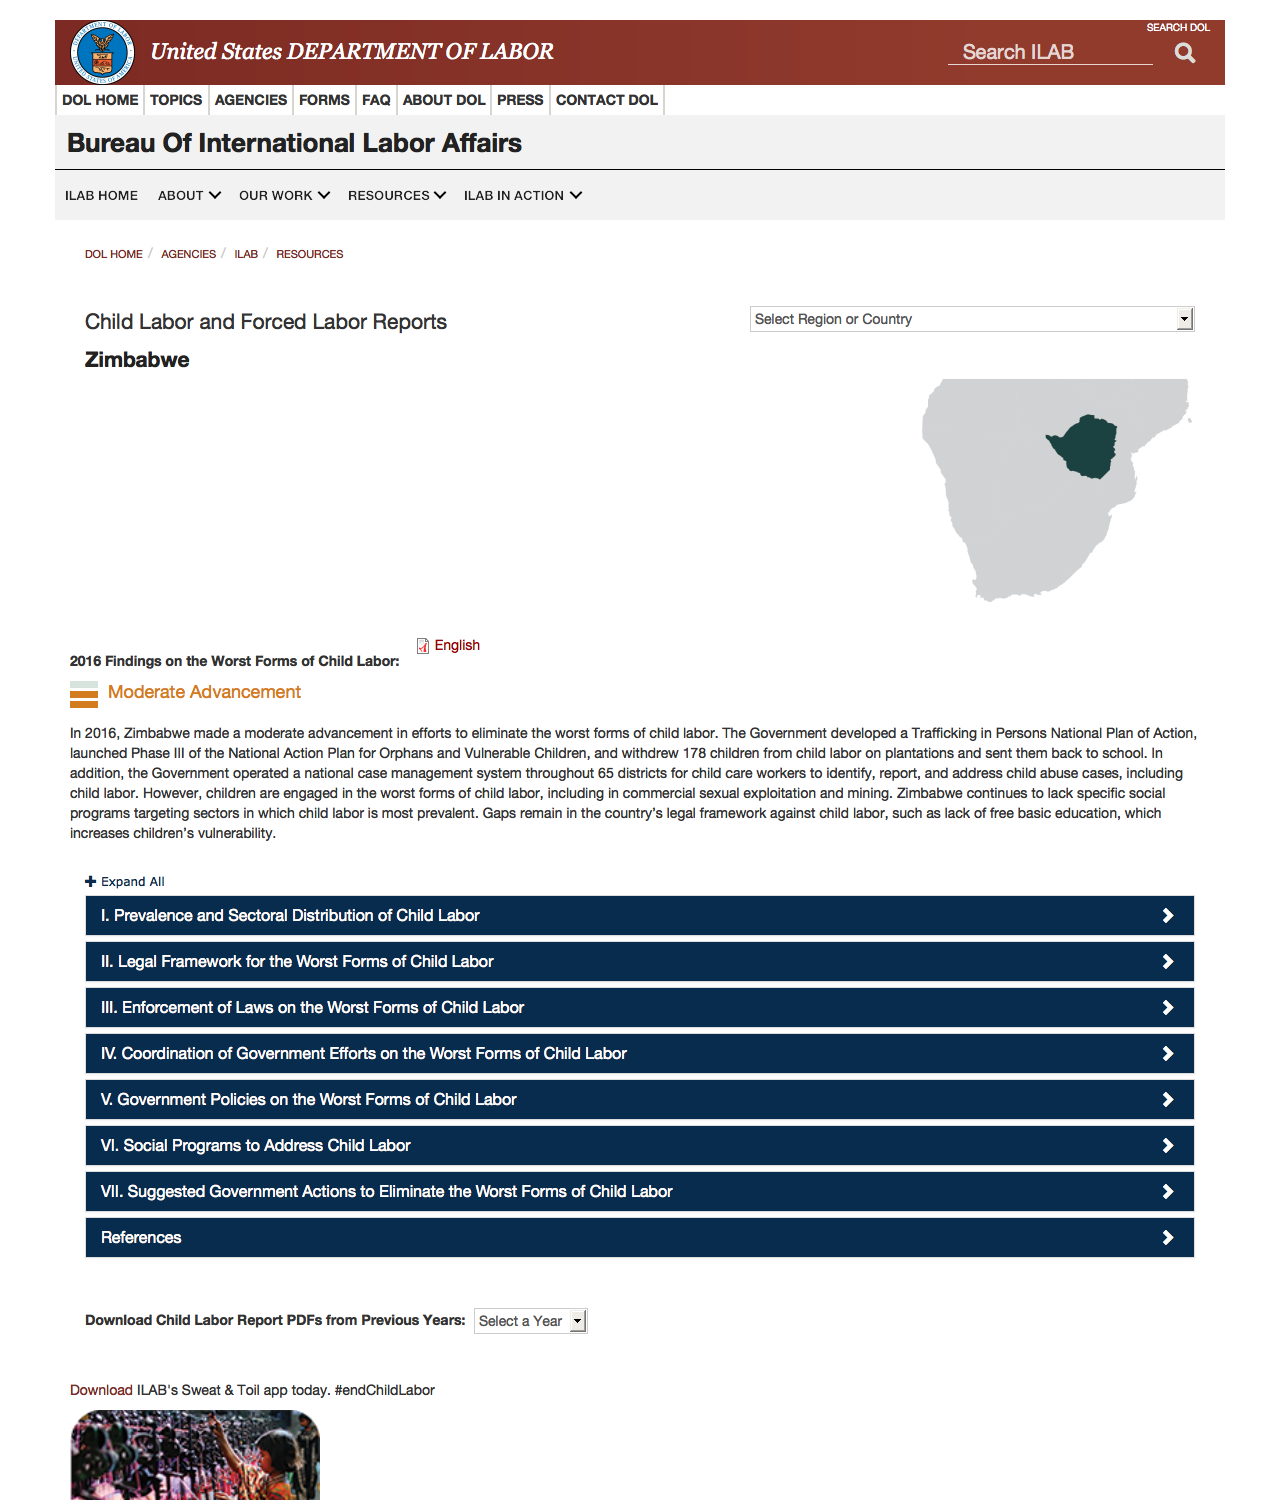 SEARCH DOL
United States DEPARTMENT OF LABOR
Search ILAB
DOL HOME TOPICS AGENCIES FORMS FAQ ABOUT DOL PRESS CONTACT DOL
Bureau Of International Labor Affairs
ILAB HOME ABOUT OUR WORK RESOURCES ILAB IN ACTION
DOL HOME / AGENCIES / ILAB / RESOURCES
Child Labor and Forced Labor Reports
Select Region or Country
Zimbabwe
English
2016 Findings on the Worst Forms of Child Labor:
Moderate Advancement
In 2016, Zimbabwe made a moderate advancement in efforts to eliminate the worst forms of child labor. The Government developed a Trafficking in Persons National Plan of Action,
launched Phase III of the National Action Plan for Orphans and Vulnerable Children, and withdrew 178 children from child labor on plantations and sent them back to school. In
addition, the Government operated a national case management system throughout 65 districts for child care workers to identify, report, and address child abuse cases, including
child labor. However, children are engaged in the worst forms of child labor, including in commercial sexual exploitation and mining. Zimbabwe continues to lack specific social
programs targeting sectors in which child labor is most prevalent. Gaps remain in the country’s legal framework against child labor, such as lack of free basic education, which
increases children’s vulnerability.
Expand All
I. Prevalence and Sectoral Distribution of Child Labor
II. Legal Framework for the Worst Forms of Child Labor
III. Enforcement of Laws on the Worst Forms of Child Labor
IV. Coordination of Government Efforts on the Worst Forms of Child Labor
V. Government Policies on the Worst Forms of Child Labor
VI. Social Programs to Address Child Labor
VII. Suggested Government Actions to Eliminate the Worst Forms of Child Labor
References
Download Child Labor Report PDFs from Previous Years: Select a Year
Download ILAB's Sweat & Toil app today. #endChildLabor